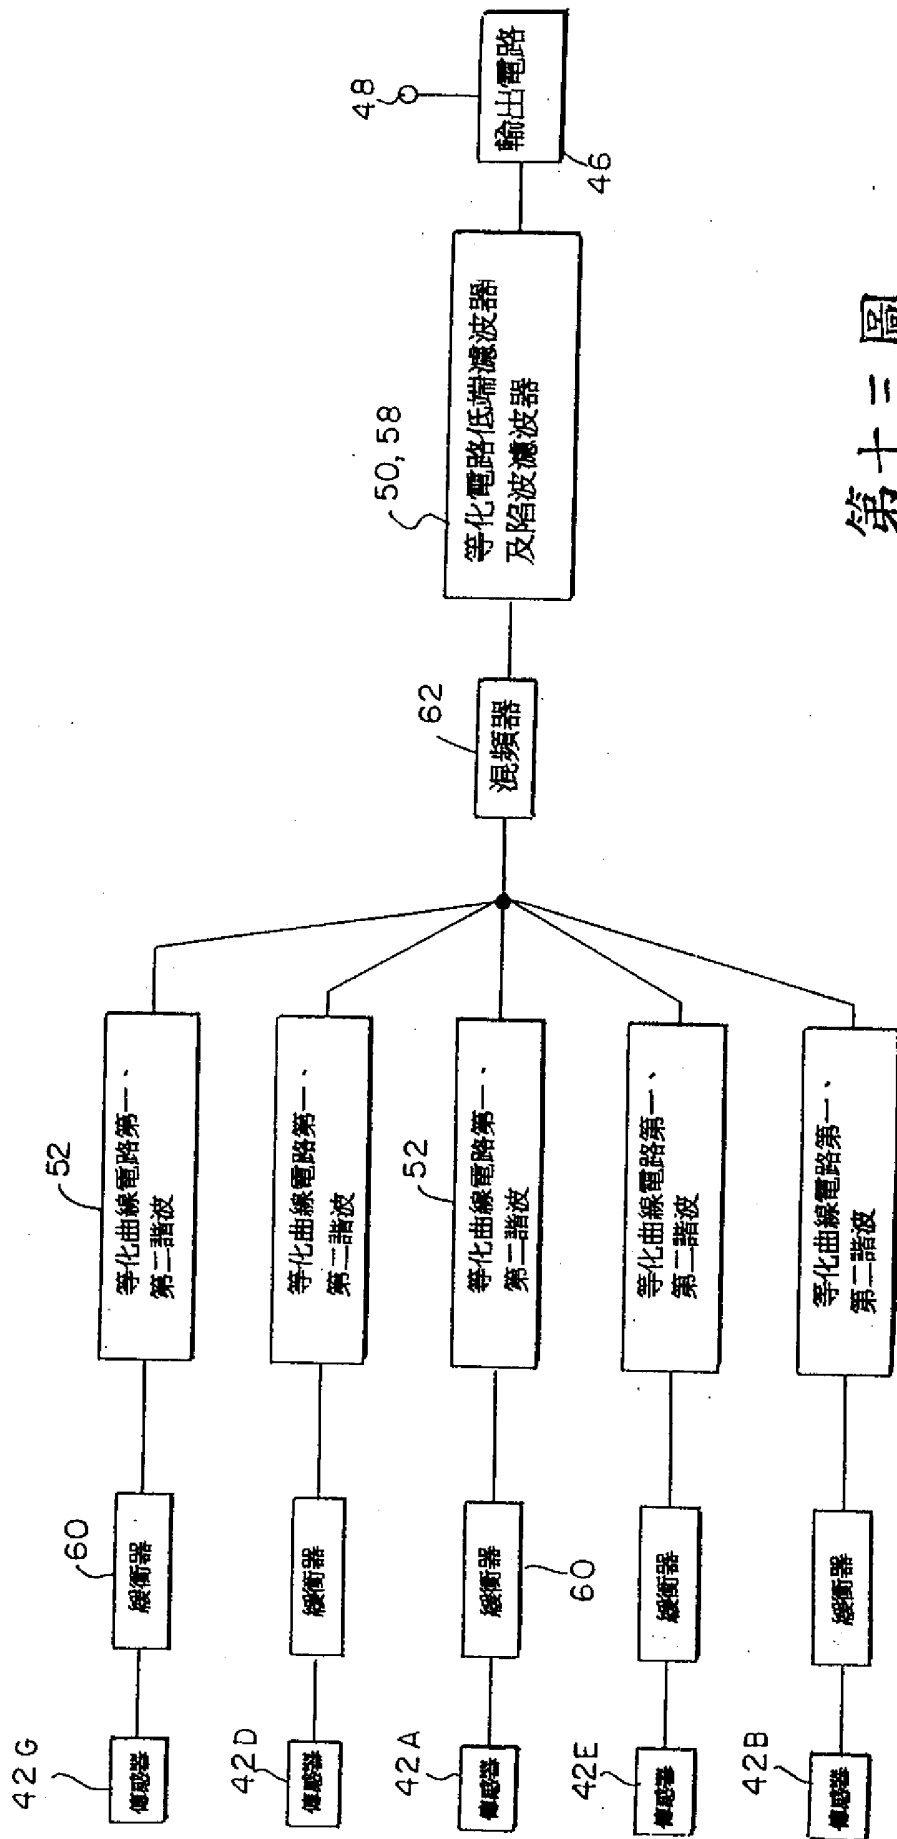 42G
傳感器
60
緩衝器
52
等化曲線電路第一、
第二諧波
42D
傳感器
緩衝器
等化曲線電路第一、
第二諧波
42A
傳感器
60
緩衝器
52
等化曲線電路第一、
第二諧波
42E
傳感器
緩衝器
等化曲線電路第一、
第二諧波
42B
傳感器
緩衝器
等化曲線電路第一、
第二諧波
62
混頻器
50,58
等化電路低端濾波器
及陷波濾波器
48
輸出電路
46
第十二圖